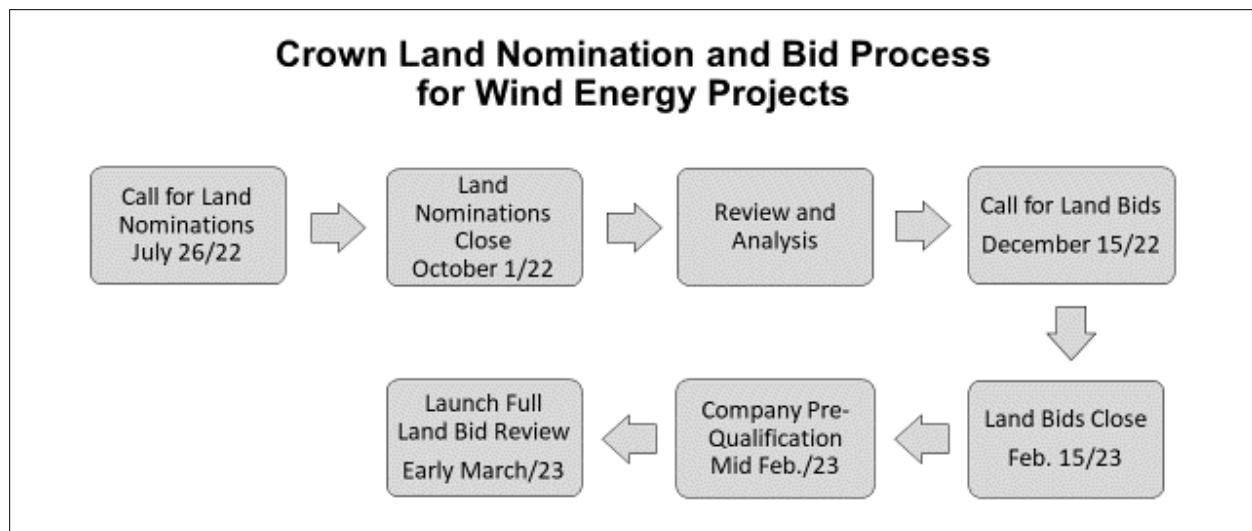 Crown Land Nomination and Bid Process
for Wind Energy Projects
Call for Land
Nominations
July 26/22
Land
Nominations
Close
October 1/22
Review and
Analysis
Call for Land Bids
December 15/22
Land Bids Close
Feb. 15/23
Company Pre-
Qualification
Mid Feb./23
Launch Full
Land Bid Review
Early March/23